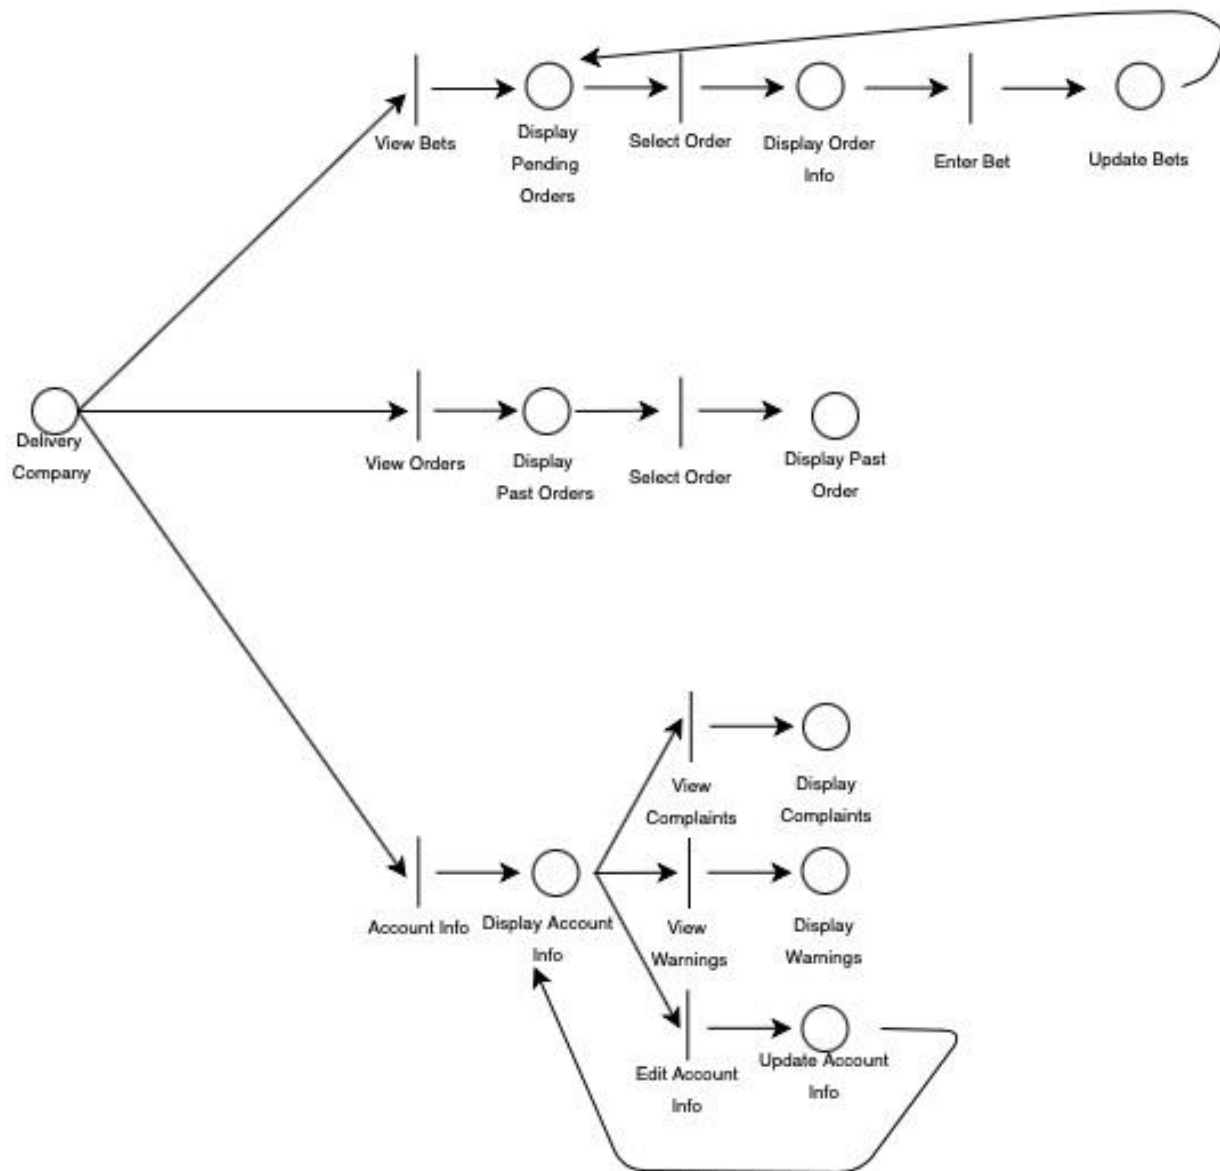 View Bets
Display
Pending
Orders
Select Order
Display Order
Info
Enter Bet
Update Bets
Delivery
Company
View Orders
Display
Past Orders
Select Order
Display Past
Order
View
Complaints
Display
Complaints
Account Info
Display Account
Info
View
Warnings
Display
Warnings
Edit Account
Info
Update Account
Info